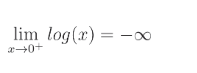 lim log(x) = −∞
x→0⁺